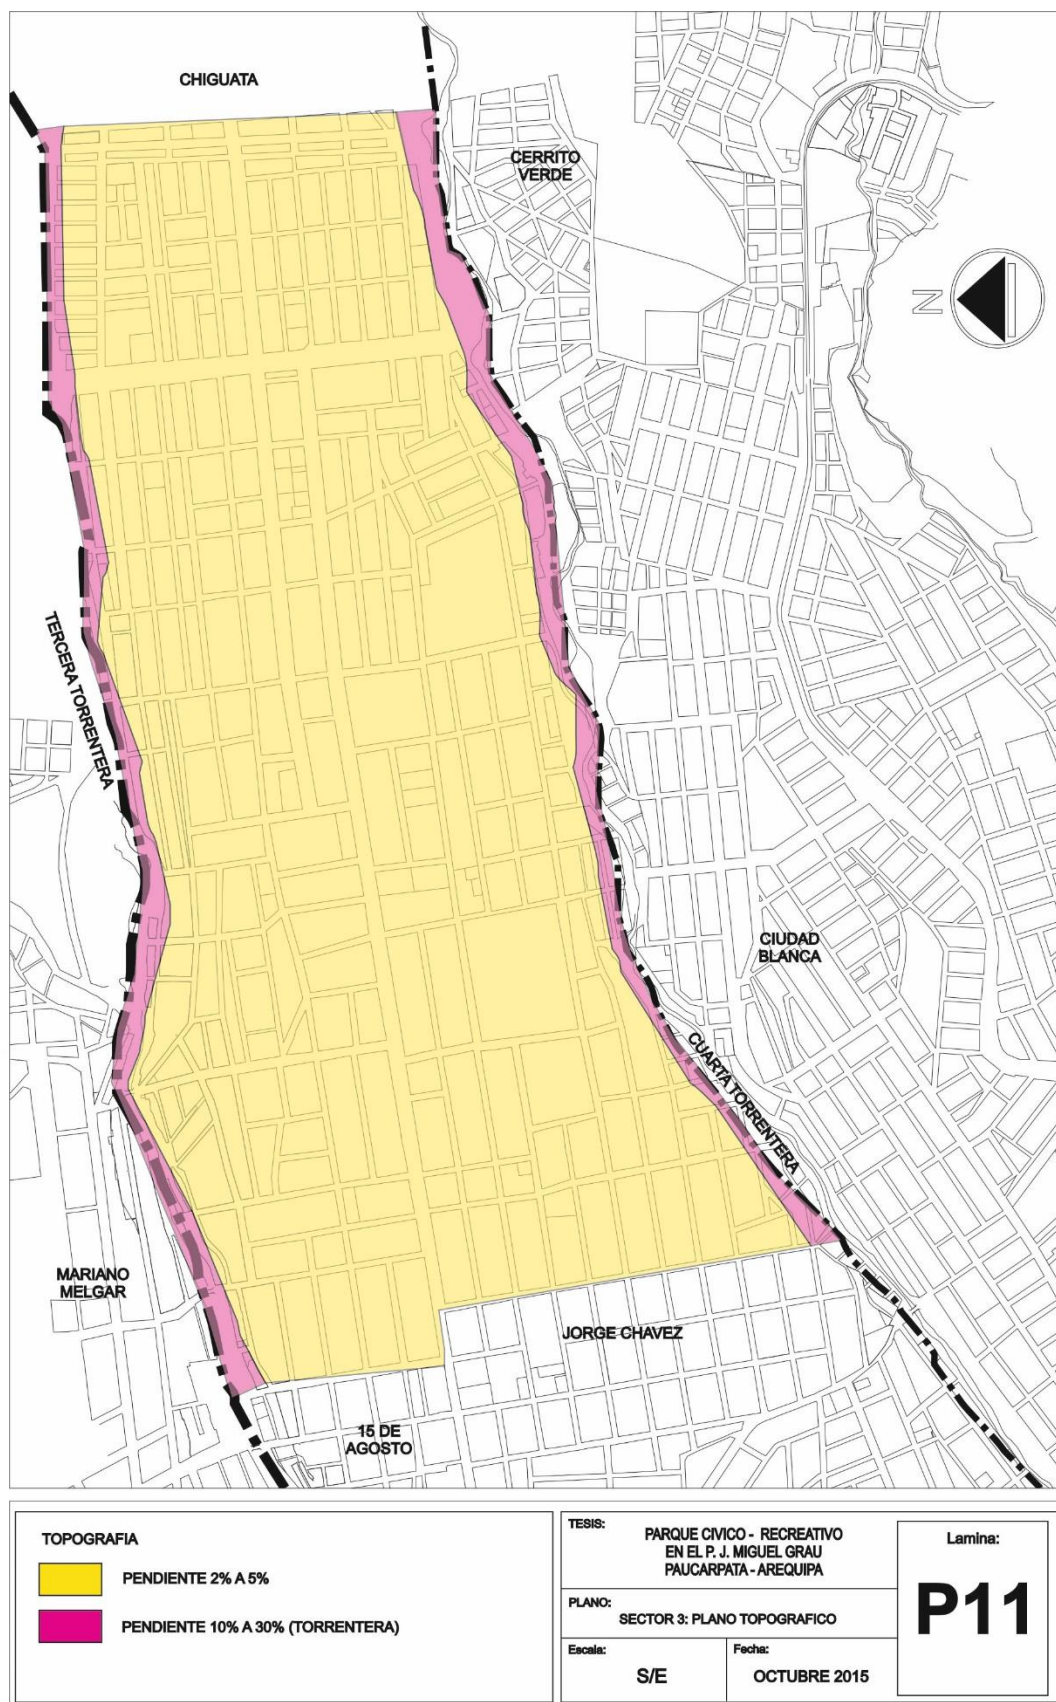 CHIGUATA
CERRITO
VERDE
N
TERCERA TORRENTERA
CIUDAD
BLANCA
CUARTA TORRENTERA
MARIANO
MELGAR
JORGE CHAVEZ
15 DE
AGOSTO
TOPOGRAFIA
PENDIENTE 2% A 5%
PENDIENTE 10% A 30% (TORRENTERA)
TESIS:
PARQUE CIVICO - RECREATIVO
EN EL P. J. MIGUEL GRAU
PAUCARPATA - AREQUIPA
PLANO:
SECTOR 3: PLANO TOPOGRAFICO
Escala:
S/E
Fecha:
OCTUBRE 2015
Lamina:
P11